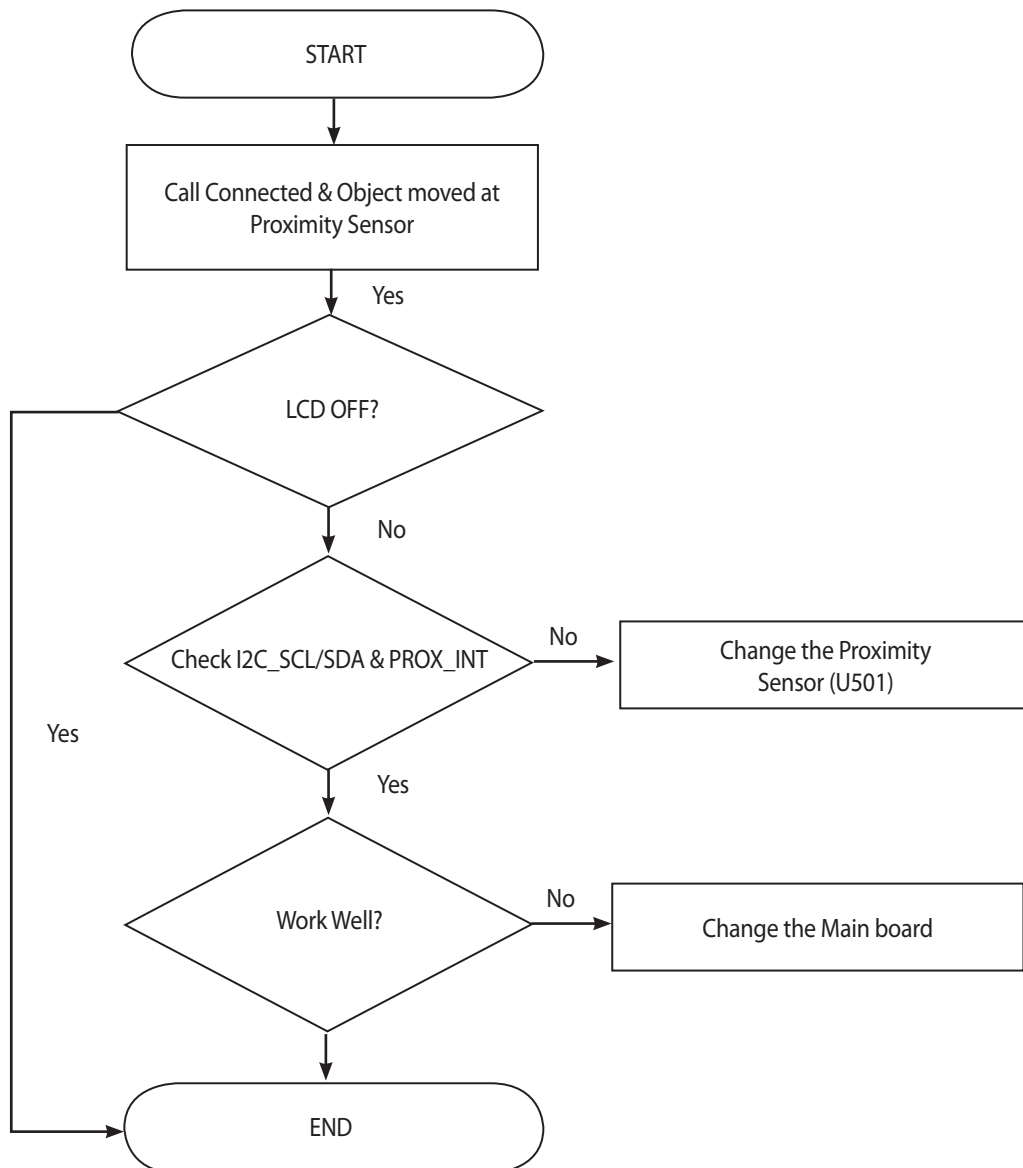 START
Call Connected & Object moved at
Proximity Sensor
Yes
LCD OFF?
No
Check I2C_SCL/SDA & PROX_INT
No
Change the Proximity
Sensor (U501)
Yes
Yes
Work Well?
No
Change the Main board
END